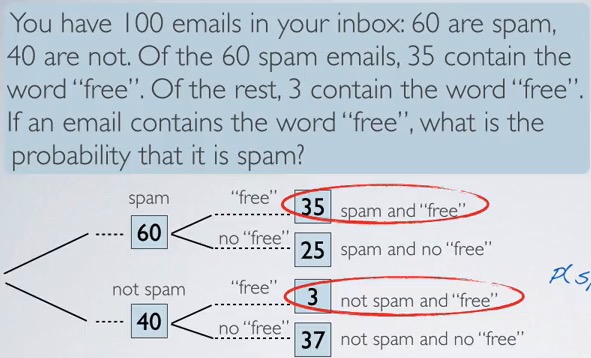 You have 100 emails in your inbox: 60 are spam,
40 are not. Of the 60 spam emails, 35 contain the
word “free”. Of the rest, 3 contain the word “free”.
If an email contains the word “free”, what is the
probability that it is spam?
spam
60
“free”
35 spam and “free”
no “free”
25 spam and no “free”
not spam
40
“free”
3 not spam and “free”
no “free”
37 not spam and no “free”
P(sp